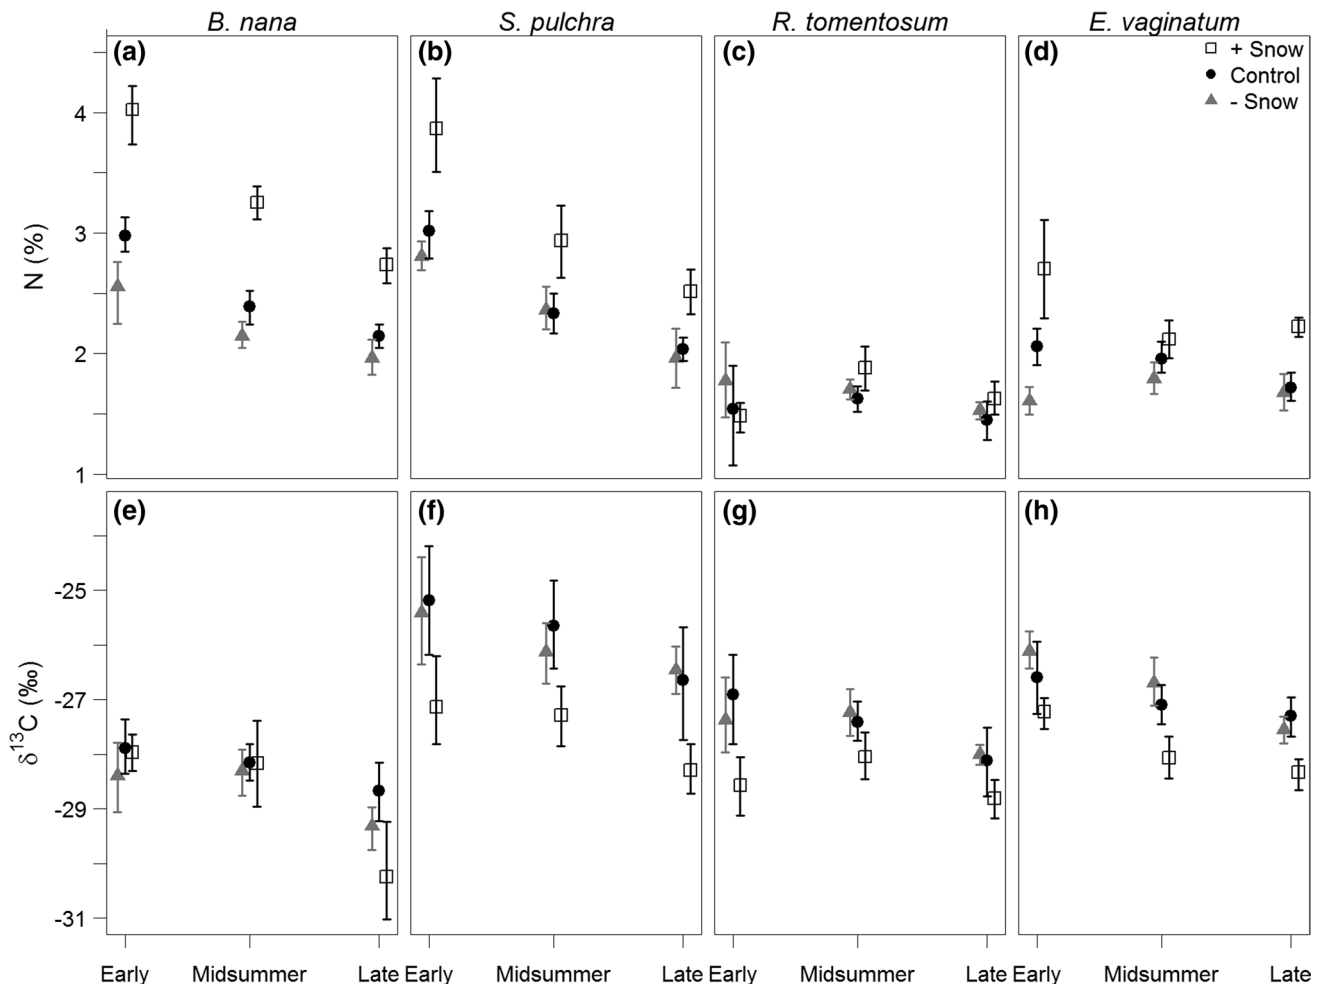 B. nana S. pulchra R. tomentosum E. vaginatum
(a) (b) (c) (d)
+ Snow
Control
- Snow
4
3
2
1
N (%)
(e) (f) (g) (h)
-25
-27
-29
-31
δ¹³C (‰)
Early Midsummer Late Early Midsummer Late Early Midsummer Late Early Midsummer Late